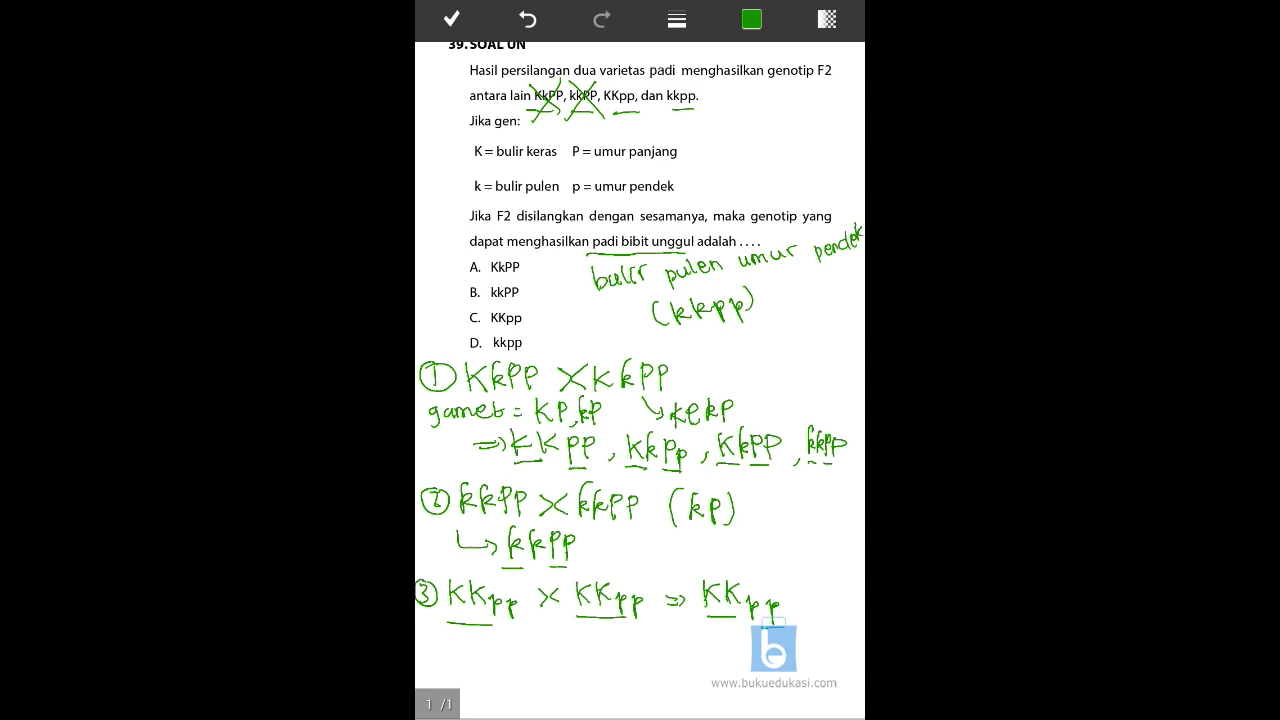 39. SOAL UN
Hasil persilangan dua varietas padi menghasilkan genotip F2
antara lain KkPP, kkPP, KKpp, dan kkpp.
Jika gen:
K = bulir keras P = umur panjang
k = bulir pulen p = umur pendek
Jika F2 disilangkan dengan sesamanya, maka genotip yang
dapat menghasilkan padi bibit unggul adalah . . . .
A. KkPP
B. kkPP
C. KKpp
D. kkpp
bulir pulen umur pendek
(kkpp)
① KkPP X KkPP
gamet = KP, kP ↘ KP kP
=> KKPP, KkPp, KkPP, kkPP
② kkPP X kkPP (kP)
↳ kkPP
③ KKpp X KKpp => KKpp
b
www.bukuedukasi.com
1 /1